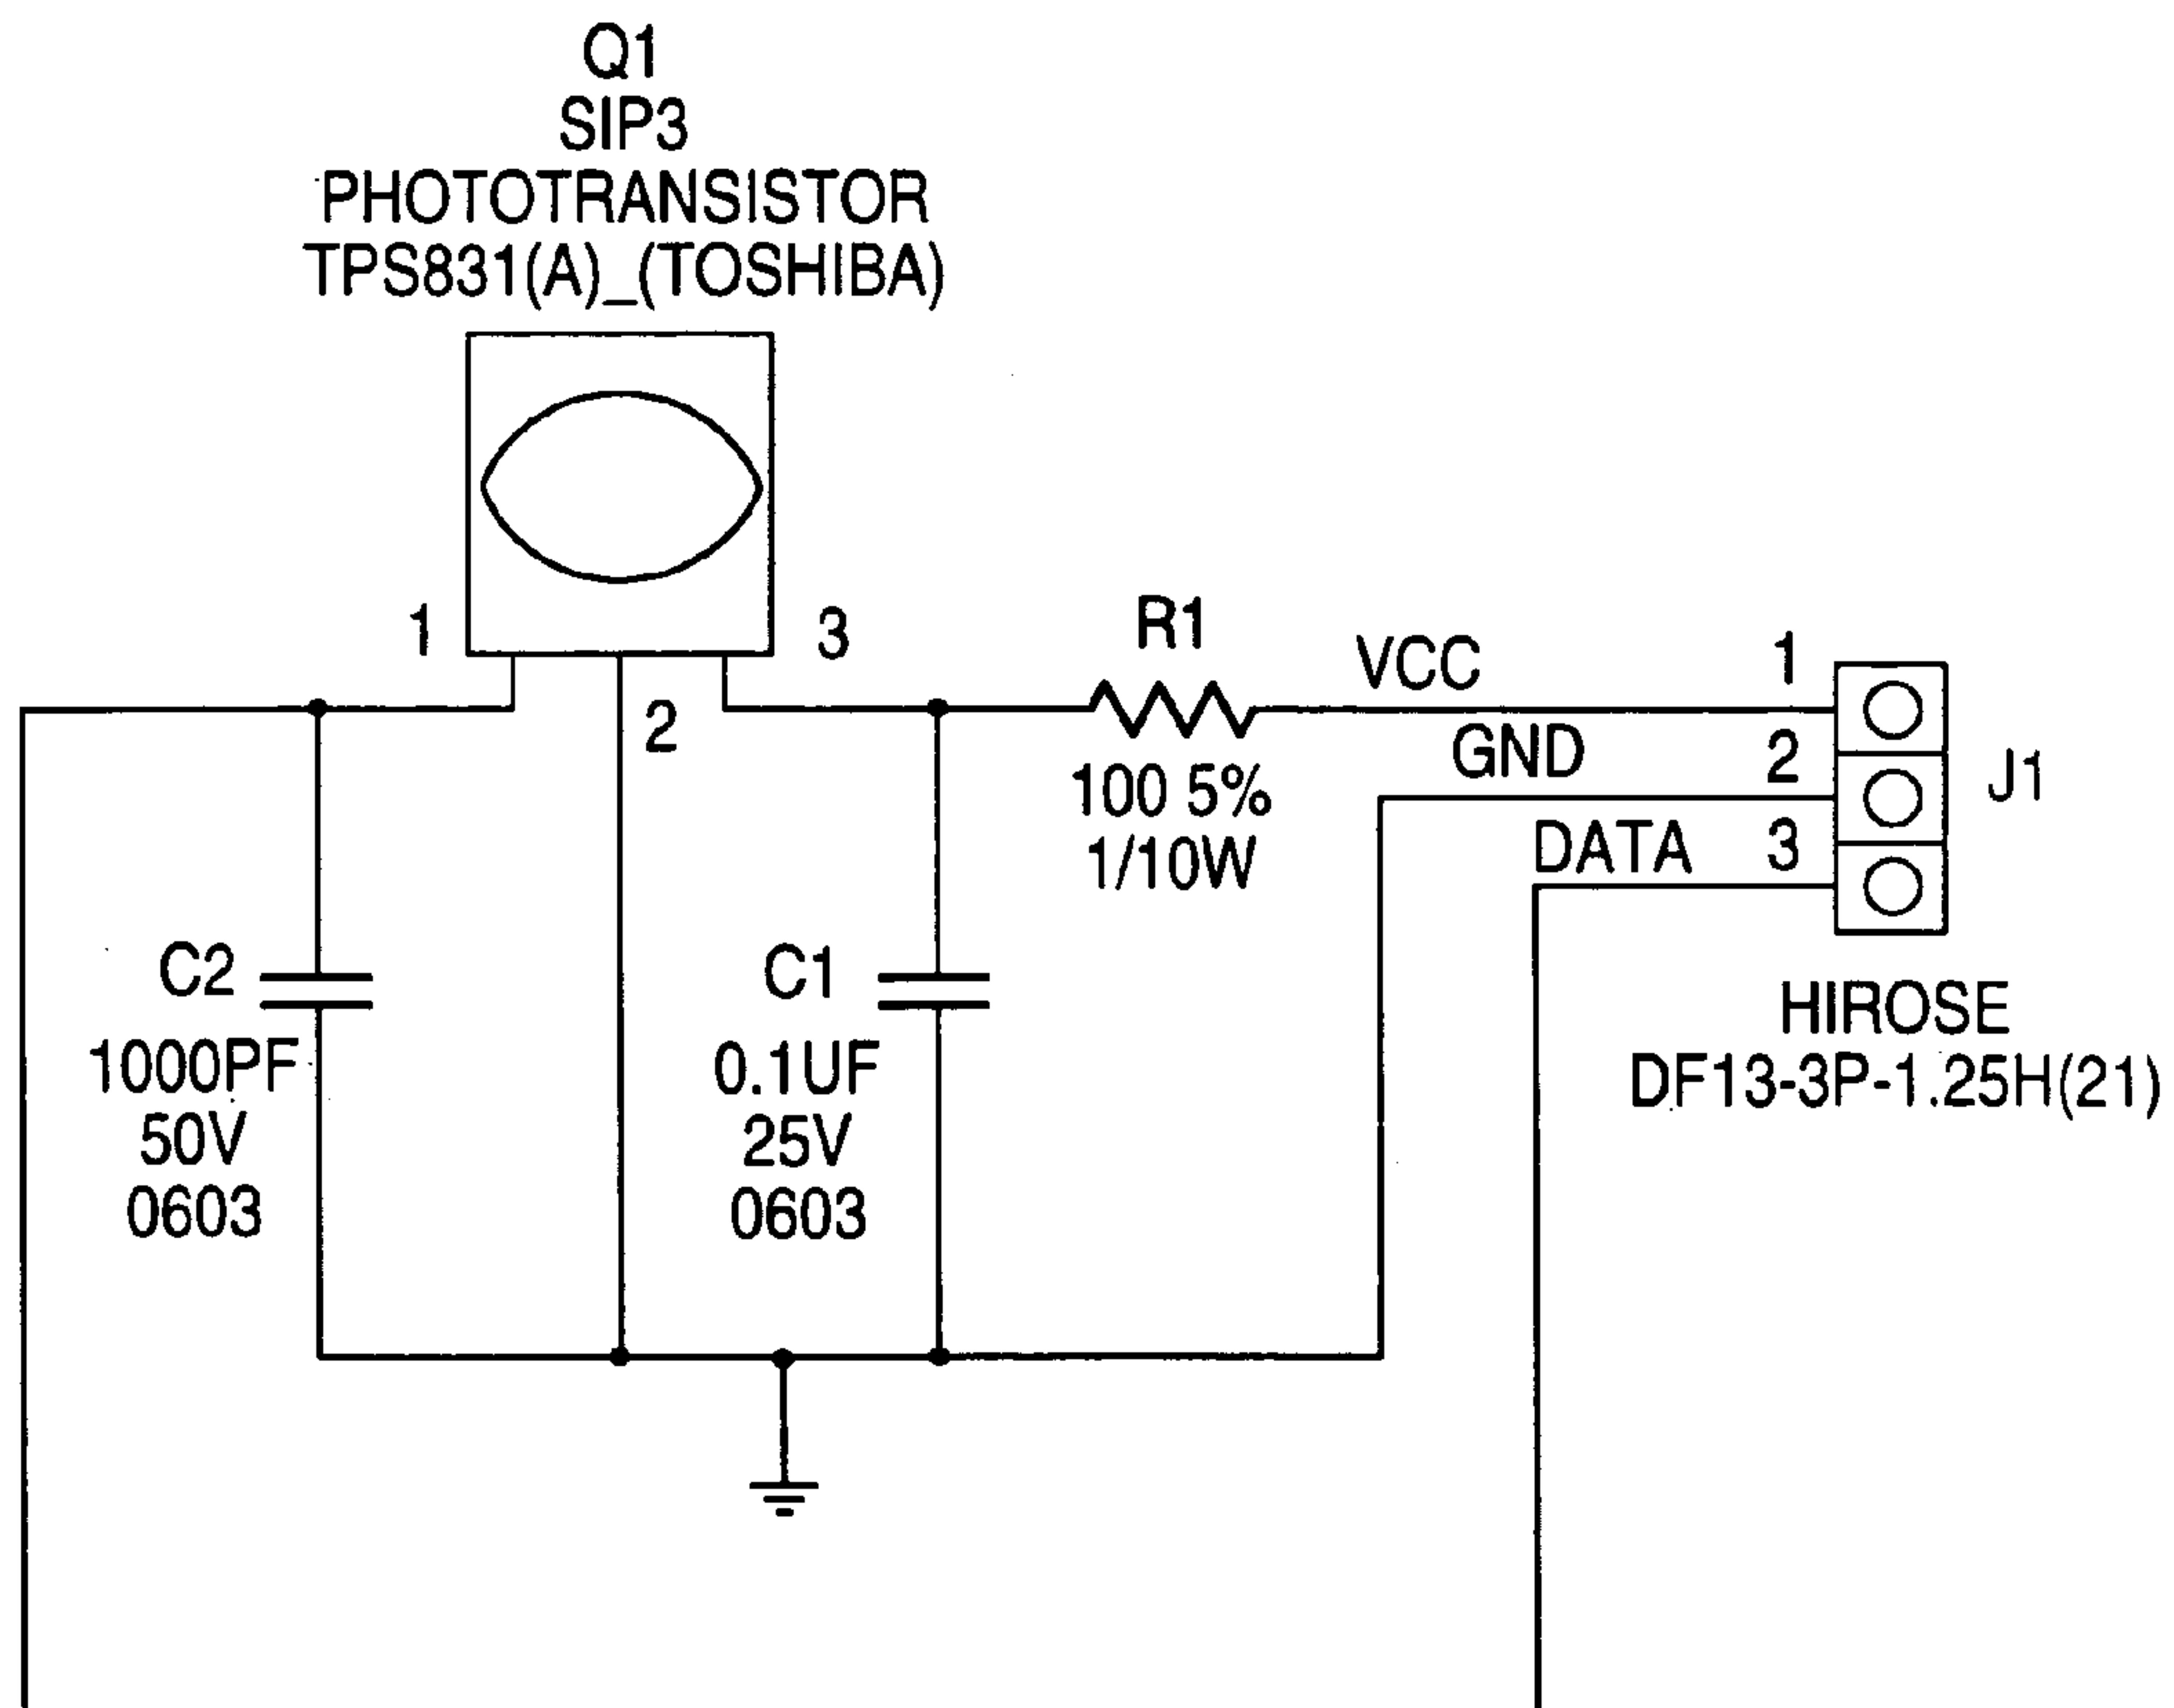 Q1
SIP3
PHOTOTRANSISTOR
TPS831(A)_(TOSHIBA)
1
2
3
R1
100 5%
1/10W
VCC
1
GND
2
DATA
3
J1
HIROSE
DF13-3P-1.25H(21)
C2
1000PF
50V
0603
C1
0.1UF
25V
0603